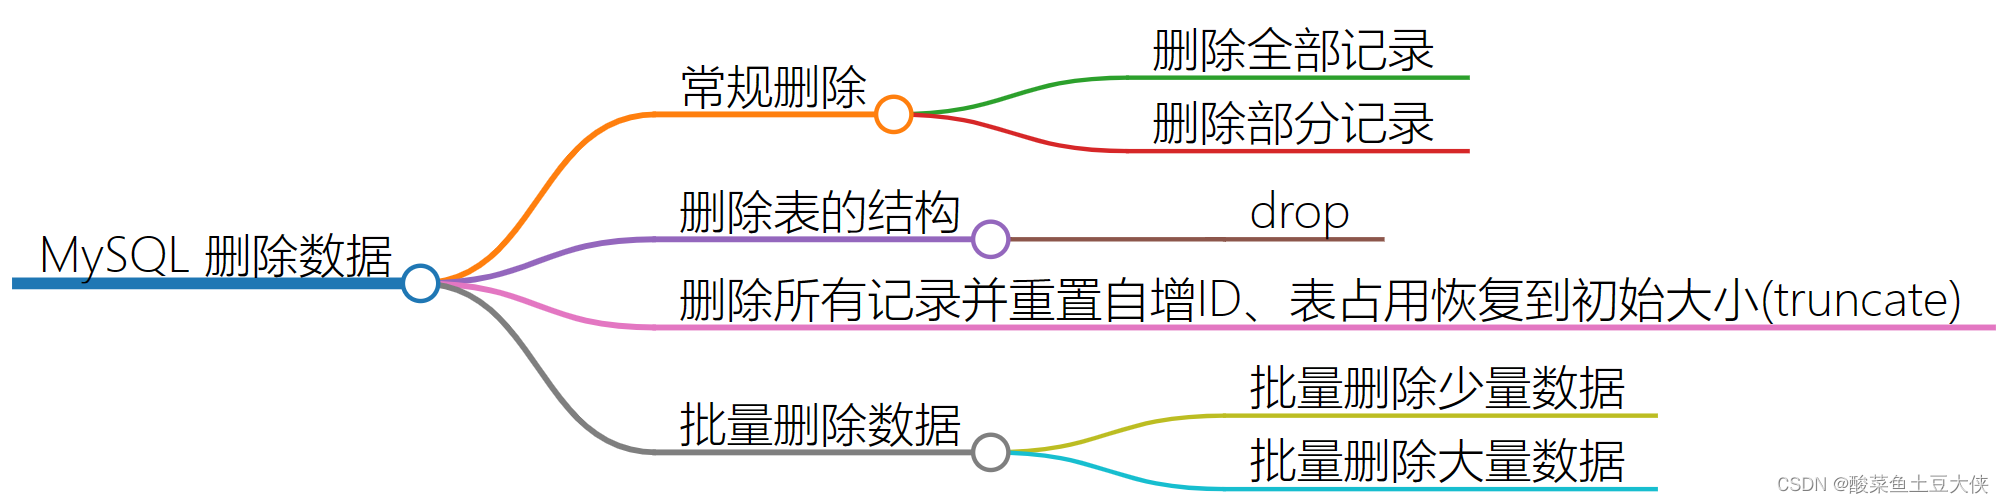 MySQL 删除数据
常规删除
删除全部记录
删除部分记录
删除表的结构
drop
删除所有记录并重置自增ID、表占用恢复到初始大小(truncate)
批量删除数据
批量删除少量数据
批量删除大量数据
CSDN @酸菜鱼土豆大侠